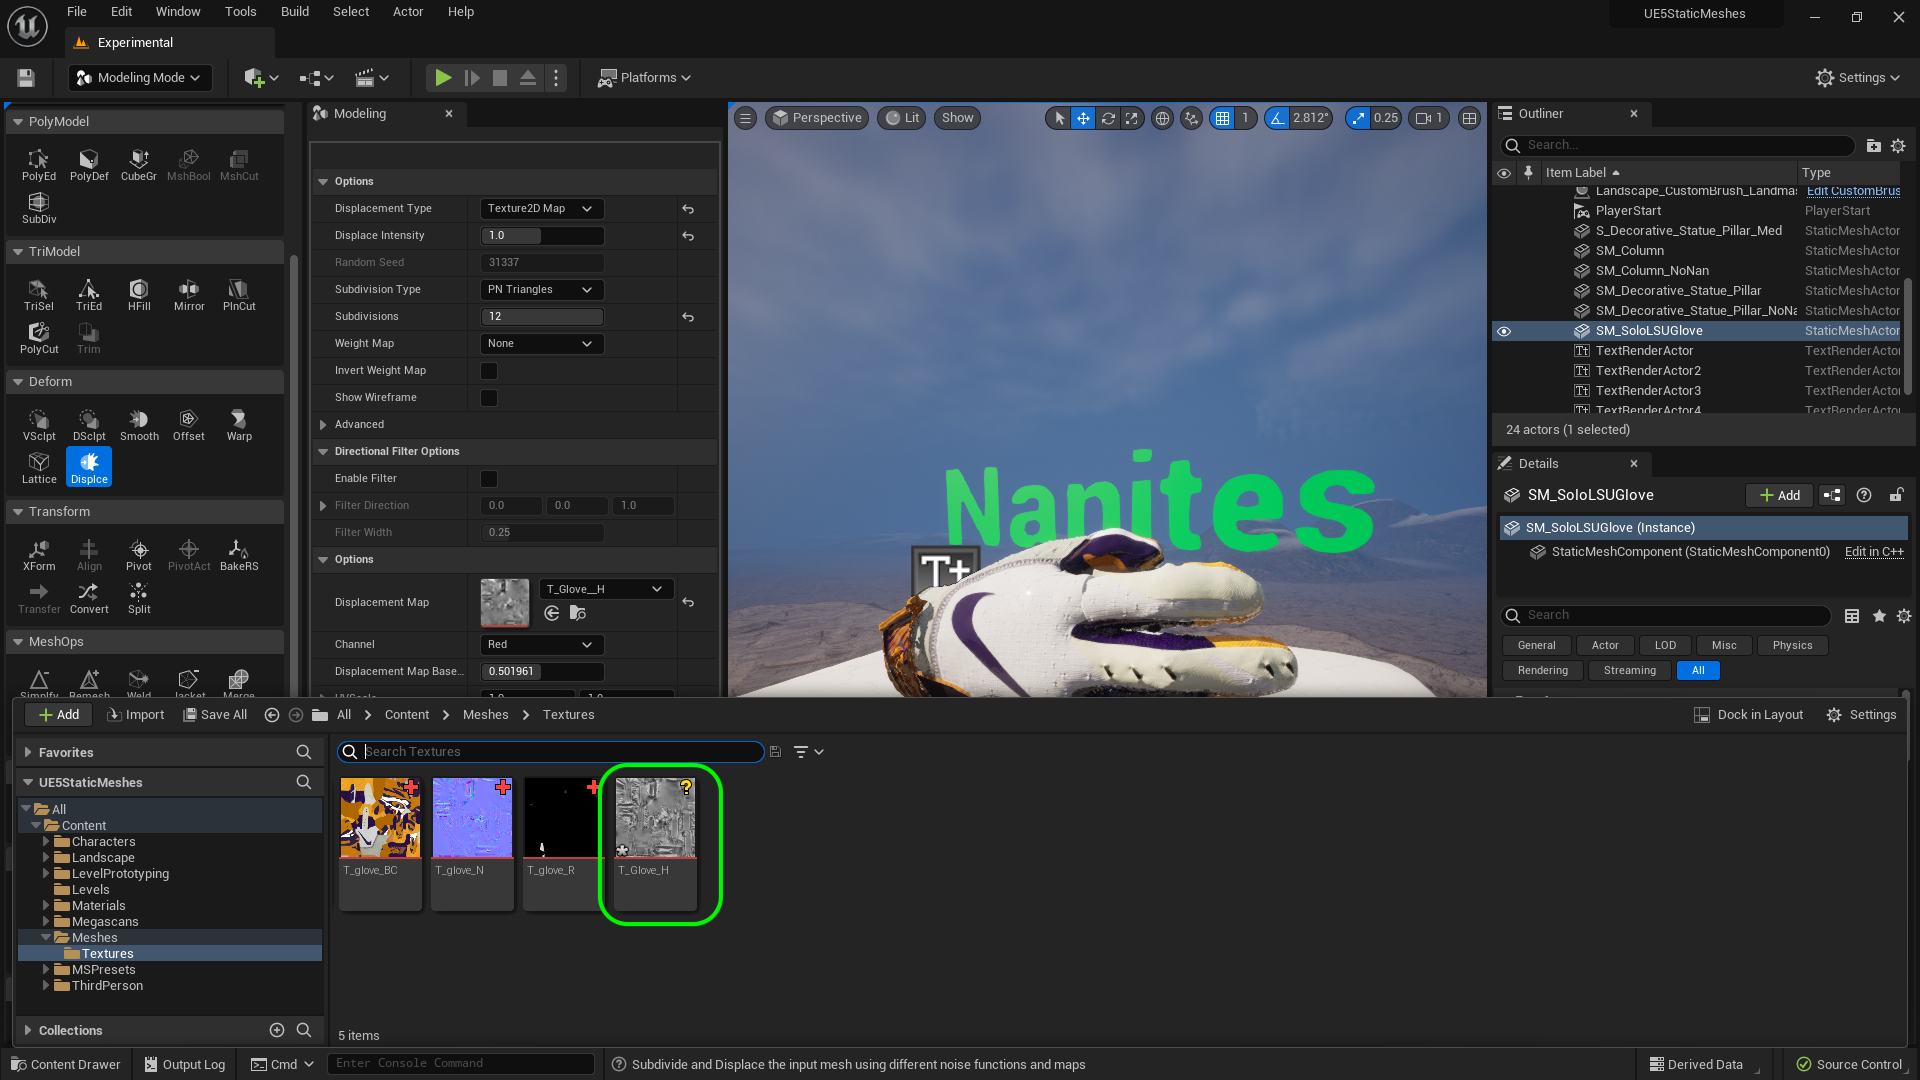 File Edit Window Tools Build Select Actor Help
UE5StaticMeshes
Experimental
Modeling Mode
Platforms
Settings
PolyModel
PolyEd PolyDef CubeGr MshBool MshCut
SubDiv
TriModel
TriSel TriEd HFill Mirror PlnCut
PolyCut Trim
Deform
VSclpt DSclpt Smooth Offset Warp
Lattice Displce
Transform
XForm Align Pivot PivotAct BakeRS
Transfer Convert Split
MeshOps
Simplfy Remesh Weld Jacket Merge
Modeling
Options
Displacement Type Texture2D Map
Displace Intensity 1.0
Random Seed 31337
Subdivision Type PN Triangles
Subdivisions 12
Weight Map None
Invert Weight Map
Show Wireframe
Advanced
Directional Filter Options
Enable Filter
Filter Direction 0.0 0.0 1.0
Filter Width 0.25
Options
Displacement Map T_Glove__H
Channel Red
Displacement Map Base... 0.501961
UVScale 1.0 1.0
Perspective Lit Show
1 2.812° 0.25 1
Nanites
T+
Outliner
Search...
Item Label Type
Landscape_CustomBrush_Landma Edit CustomBrus
PlayerStart PlayerStart
S_Decorative_Statue_Pillar_Med StaticMeshActor
SM_Column StaticMeshActor
SM_Column_NoNan StaticMeshActor
SM_Decorative_Statue_Pillar StaticMeshActor
SM_Decorative_Statue_Pillar_NoNa StaticMeshActor
SM_SoloLSUGlove StaticMeshActor
TextRenderActor TextRenderActo
TextRenderActor2 TextRenderActo
TextRenderActor3 TextRenderActo
TextRenderActor4 TextRenderActo
24 actors (1 selected)
Details
SM_SoloLSUGlove
Add
SM_SoloLSUGlove (Instance)
StaticMeshComponent (StaticMeshComponent0) Edit in C++
Search
General Actor LOD Misc Physics
Rendering Streaming All
Add Import Save All All Content Meshes Textures
Dock in Layout Settings
Favorites
UE5StaticMeshes
All
Content
Characters
Landscape
LevelPrototyping
Levels
Materials
Megascans
Meshes
Textures
MSPresets
ThirdPerson
Collections
Search Textures
T_glove_BC T_glove_N T_glove_R T_Glove_H
5 items
Content Drawer Output Log Cmd Enter Console Command
Subdivide and Displace the input mesh using different noise functions and maps
Derived Data Source Control